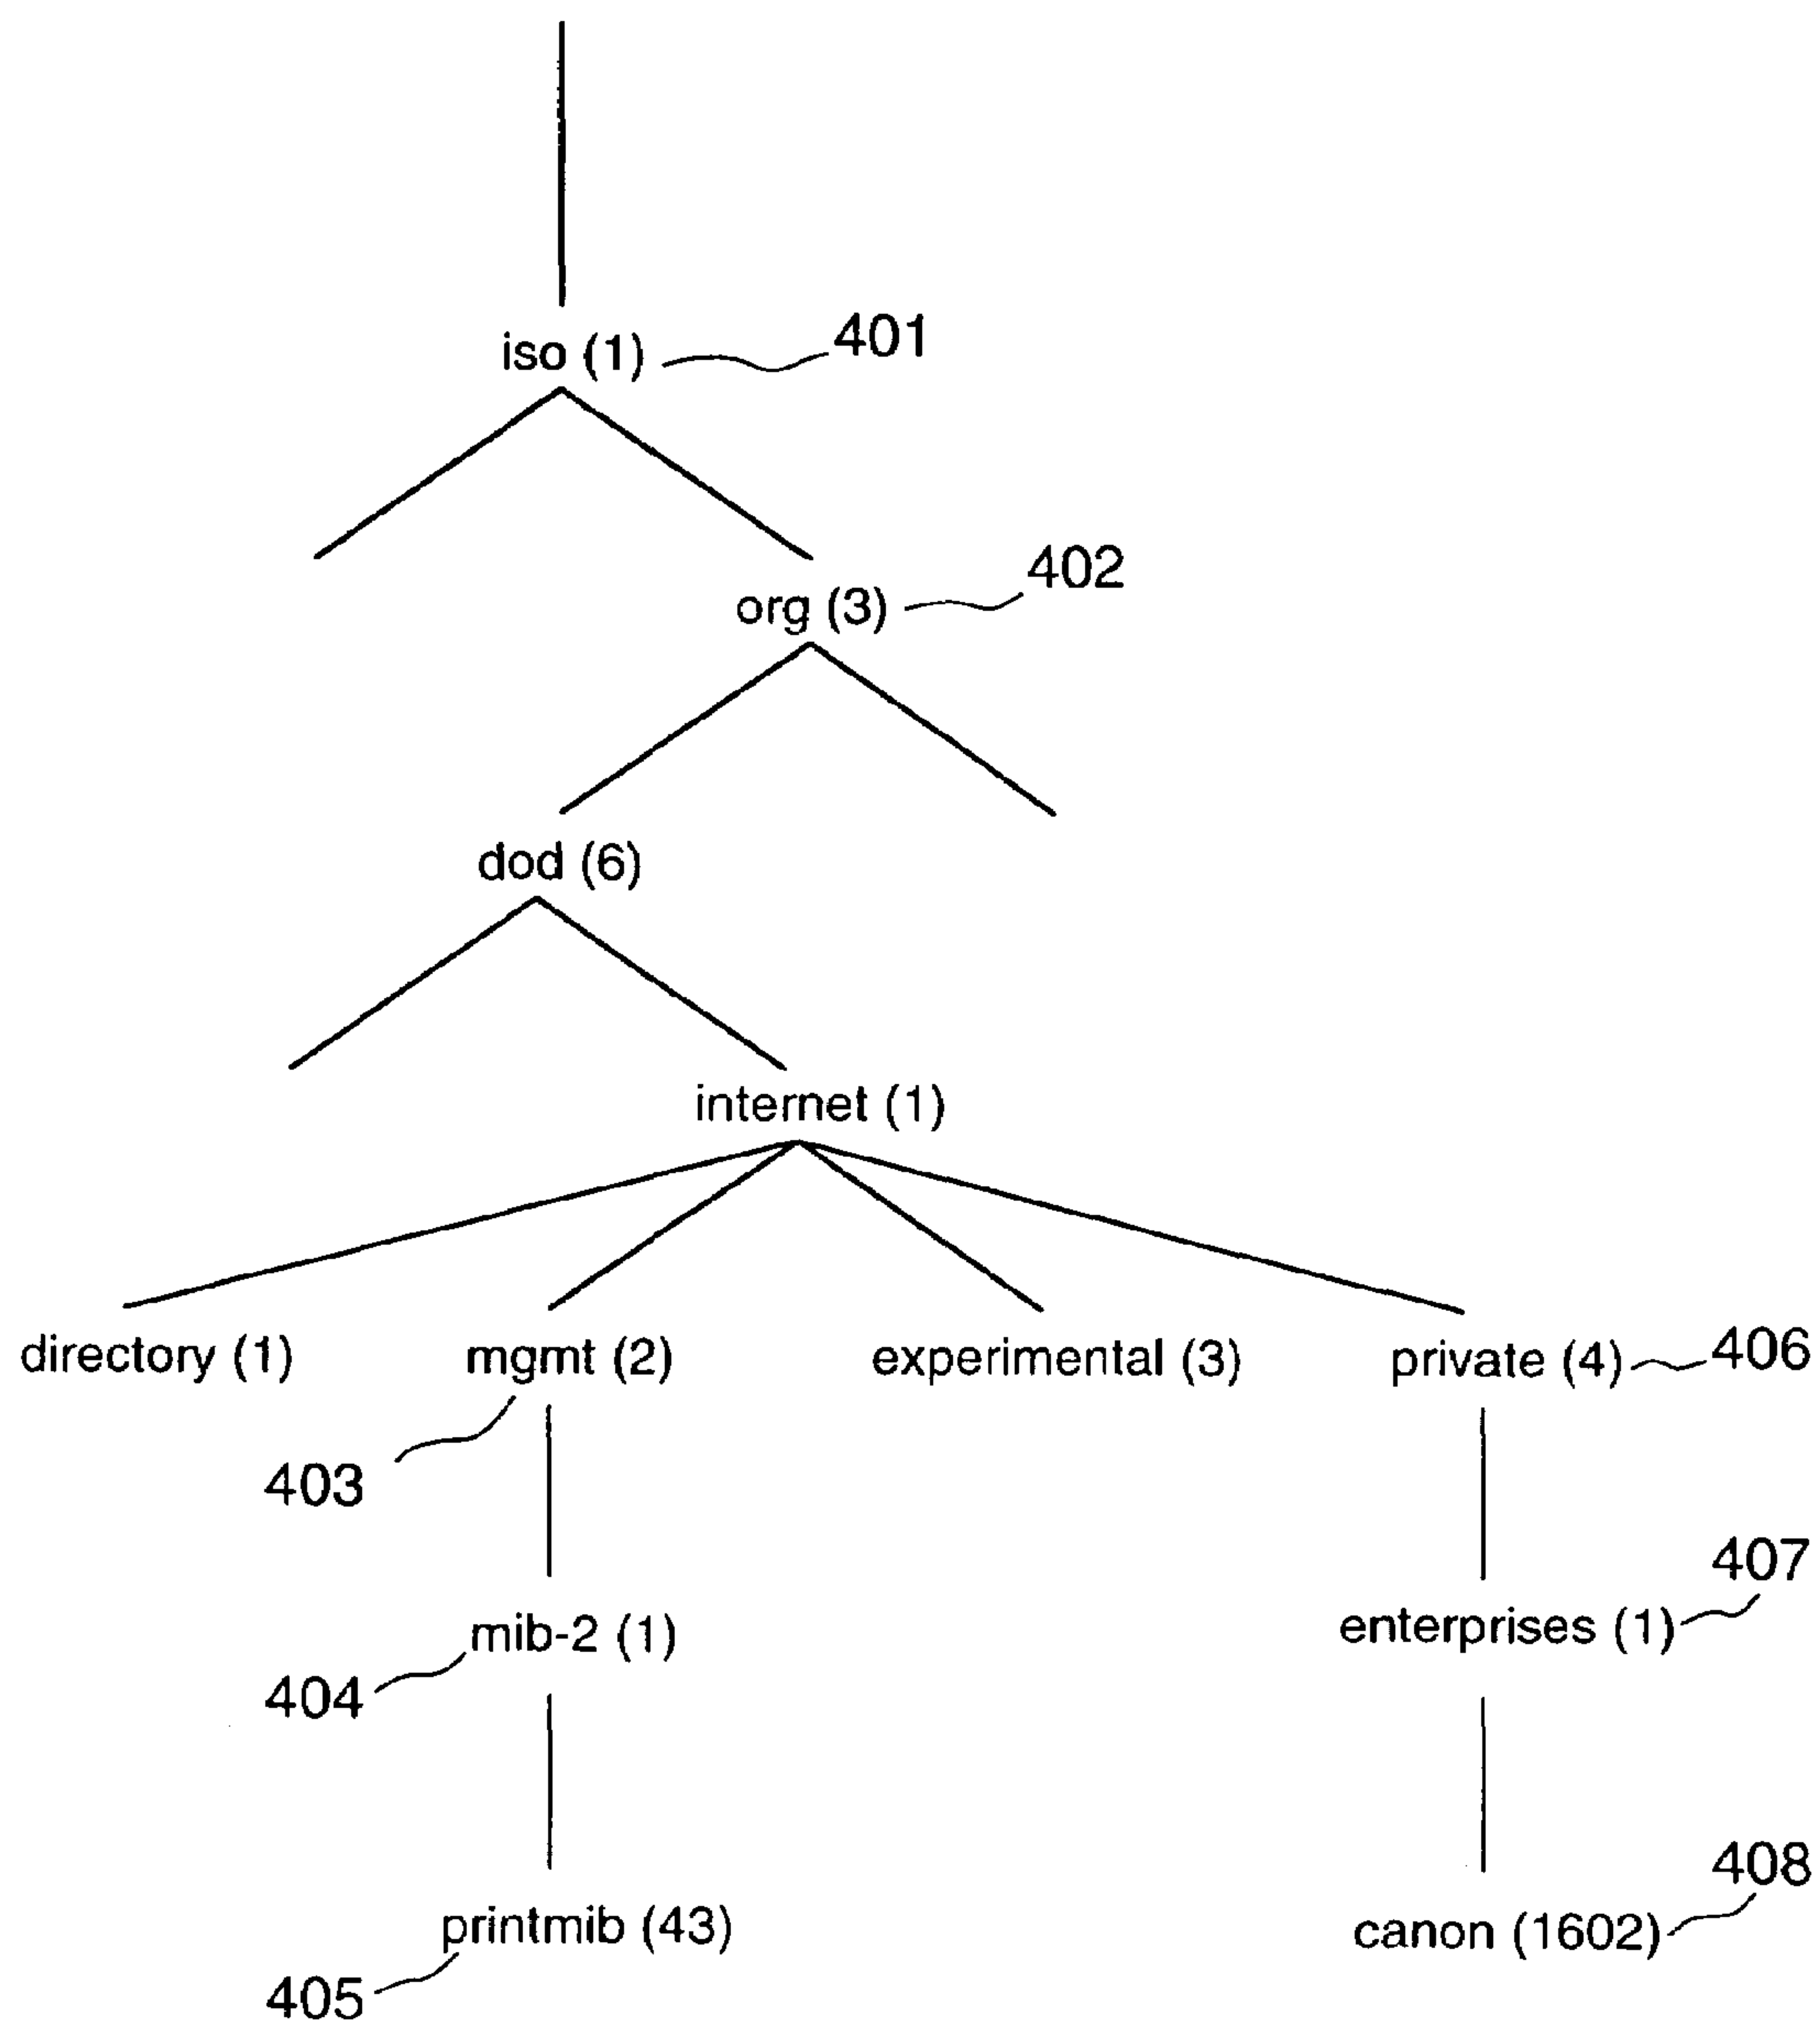 iso (1)
401
org (3)
402
dod (6)
internet (1)
directory (1)
mgmt (2)
experimental (3)
private (4)
406
403
mib-2 (1)
404
enterprises (1)
407
printmib (43)
405
canon (1602)
408